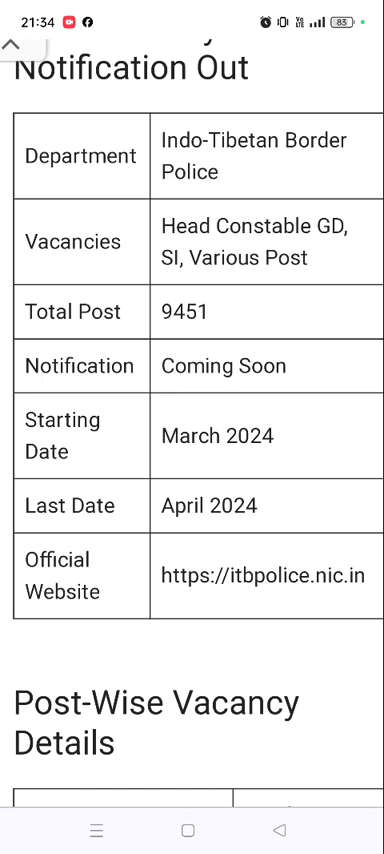 21:34
83
Notification Out
Department
Indo-Tibetan Border
Police
Vacancies
Head Constable GD,
SI, Various Post
Total Post
9451
Notification
Coming Soon
Starting
Date
March 2024
Last Date
April 2024
Official
Website
https://itbpolice.nic.in
Post-Wise Vacancy
Details